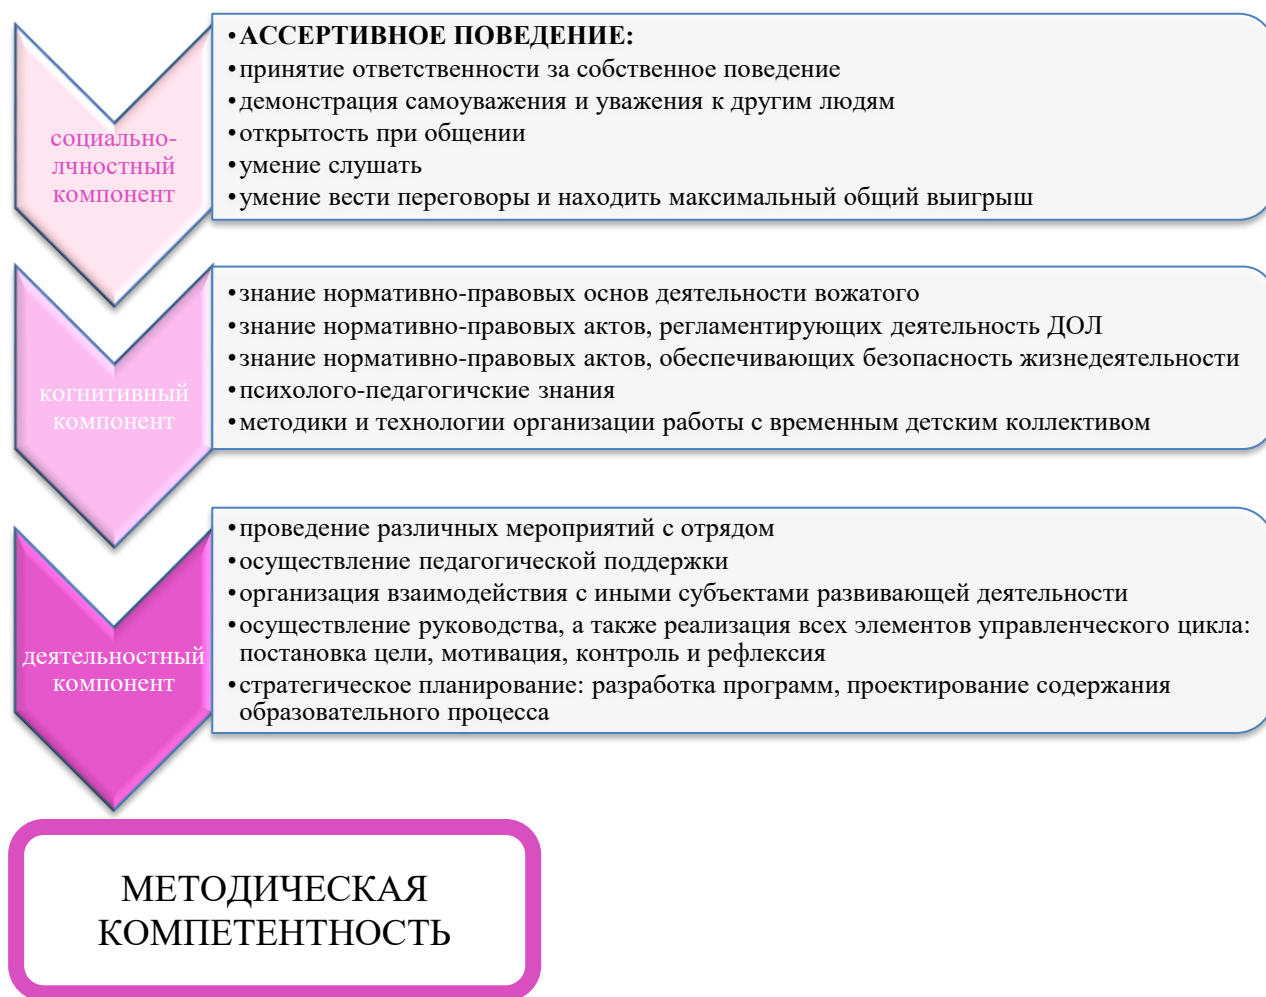 социально-
лчностный
компонент
•АССЕРТИВНОЕ ПОВЕДЕНИЕ:
•принятие ответственности за собственное поведение
•демонстрация самоуважения и уважения к другим людям
•открытость при общении
•умение слушать
•умение вести переговоры и находить максимальный общий выигрыш
когнитивный
компонент
•знание нормативно-правовых основ деятельности вожатого
•знание нормативно-правовых актов, регламентирующих деятельность ДОЛ
•знание нормативно-правовых актов, обеспечивающих безопасность жизнедеятельности
•психолого-педагогичские знания
•методики и технологии организации работы с временным детским коллективом
деятельностный
компонент
•проведение различных мероприятий с отрядом
•осуществление педагогической поддержки
•организация взаимодействия с иными субъектами развивающей деятельности
•осуществление руководства, а также реализация всех элементов управленческого цикла:
постановка цели, мотивация, контроль и рефлексия
•стратегическое планирование: разработка программ, проектирование содержания
образовательного процесса
МЕТОДИЧЕСКАЯ
КОМПЕТЕНТНОСТЬ